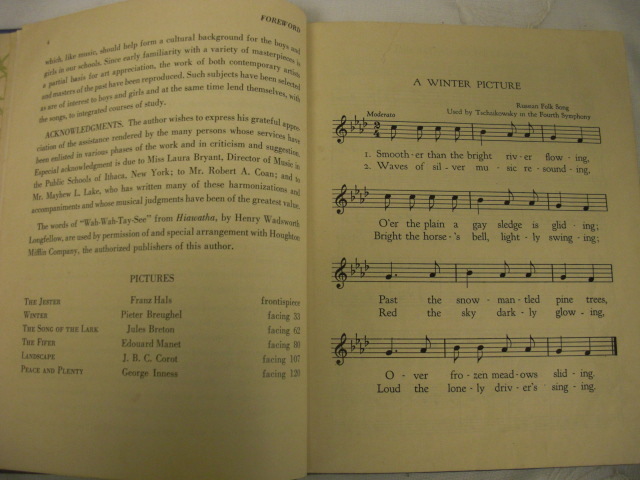 4
FOREWORD
which, like music, should help form a cultural background for the boys and
girls in our schools. Since early familiarity with a variety of masterpieces is
a partial basis for art appreciation, the work of both contemporary artists
and masters of the past have been reproduced. Such subjects have been selected
as are of interest to boys and girls and at the same time lend themselves, with
the songs, to integrated courses of study.
ACKNOWLEDGMENTS. The author wishes to express his grateful appre-
ciation of the assistance rendered by the many persons whose services have
been enlisted in various phases of the work and in criticism and suggestion.
Especial acknowledgment is due to Miss Laura Bryant, Director of Music in
the Public Schools of Ithaca, New York; to Mr. Robert A. Coan; and to
Mr. Mayhew L. Lake, who has written many of these harmonizations and
accompaniments and whose musical judgments have been of the greatest value.
The words of "Wah-Wah-Tay-See" from Hiawatha, by Henry Wadsworth
Longfellow, are used by permission of and special arrangement with Houghton
Mifflin Company, the authorized publishers of this author.
PICTURES
THE JESTER Franz Hals frontispiece
WINTER Pieter Breughel facing 33
THE SONG OF THE LARK Jules Breton facing 62
THE FIFER Edouard Manet facing 80
LANDSCAPE J. B. C. Corot facing 107
PEACE AND PLENTY George Inness facing 123
A WINTER PICTURE
Russian Folk Song
Moderato Used by Tschaikowsky in the Fourth Symphony
2
4
1. Smooth-er than the bright riv-er flow-ing,
2. Waves of sil-ver mu-sic re-sound-ing,
O'er the plain a gay sledge is glid-ing;
Bright the horse-'s bell, light-ly swing-ing;
Past the snow-man-tled pine trees,
Red the sky dark-ly glow-ing,
O-ver fro-zen mead-ows slid-ing.
Loud the lone-ly driv-er's sing-ing.